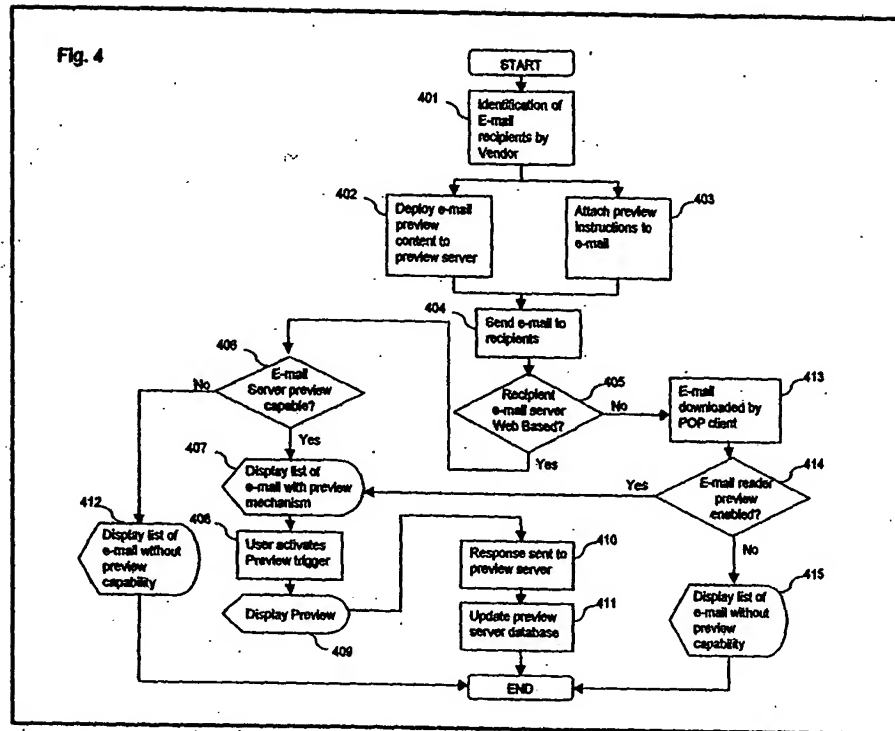 Fig. 4
START
401
Identification of
E-mail
recipients by
Vendor
402
Deploy e-mail
preview
content to
preview server
Attach preview
Instructions to
e-mail
403
404
Send e-mail to
recipients
406
E-mail
Server preview
capable?
No
Yes
405
Recipient
e-mail server
Web Based?
No
Yes
413
E-mail
downloaded by
POP client
407
Display list of
e-mail with preview
mechanism
414
E-mail reader
preview
enabled?
Yes
No
412
Display list of
e-mail without
preview
capability
408
User activates
Preview trigger
Response sent to
preview server
410
415
Display list of
e-mail without
preview
capability
Display Preview
409
Update preview
server database
411
END